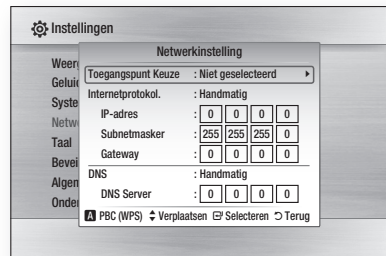 Instellingen
Netwerkinstelling
Toegangspunt Keuze : Niet geselecteerd
Internetprotokol. : Handmatig
IP-adres : 0 0 0 0
Subnetmasker : 255 255 255 0
Gateway : 0 0 0 0
DNS : Handmatig
DNS Server : 0 0 0 0
A PBC (WPS) Verplaatsen Selecteren Terug
Taal